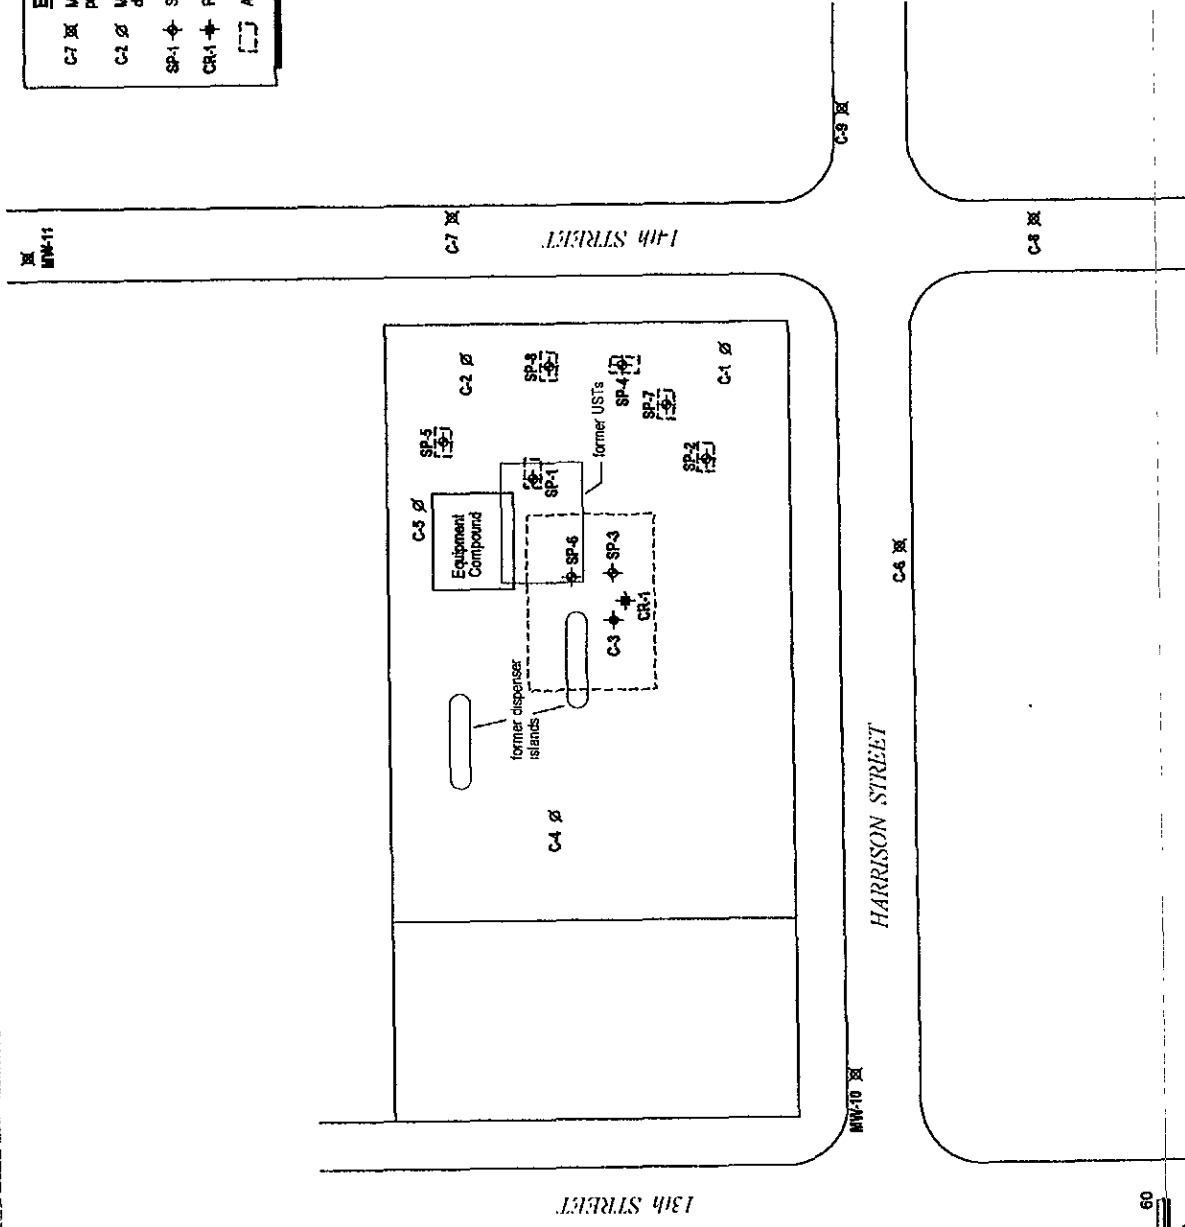 C-7
C-2
SP-1
CR-1
MW-11
C-7
14th STREET
C-9
C-8
C-2
SP-8
SP-4
C-1
SP-5
SP-7
former USTs
SP-2
SP-1
C-5
Equipment
Compound
SP-6
SP-3
CR-1
C-3
C-6
former dispenser
islands
C-4
HARRISON STREET
MW-10
13th STREET
60